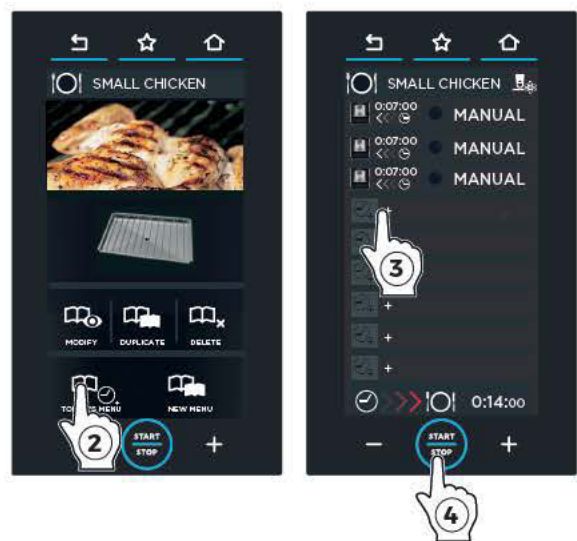 SMALL CHICKEN
MODIFY
DUPLICATE
DELETE
MENU
NEW MENU
2
START
STOP
+
SMALL CHICKEN
0:07:00
MANUAL
0:07:00
MANUAL
0:07:00
MANUAL
+
3
+
+
+
0:14:00
−
START
STOP
+
4